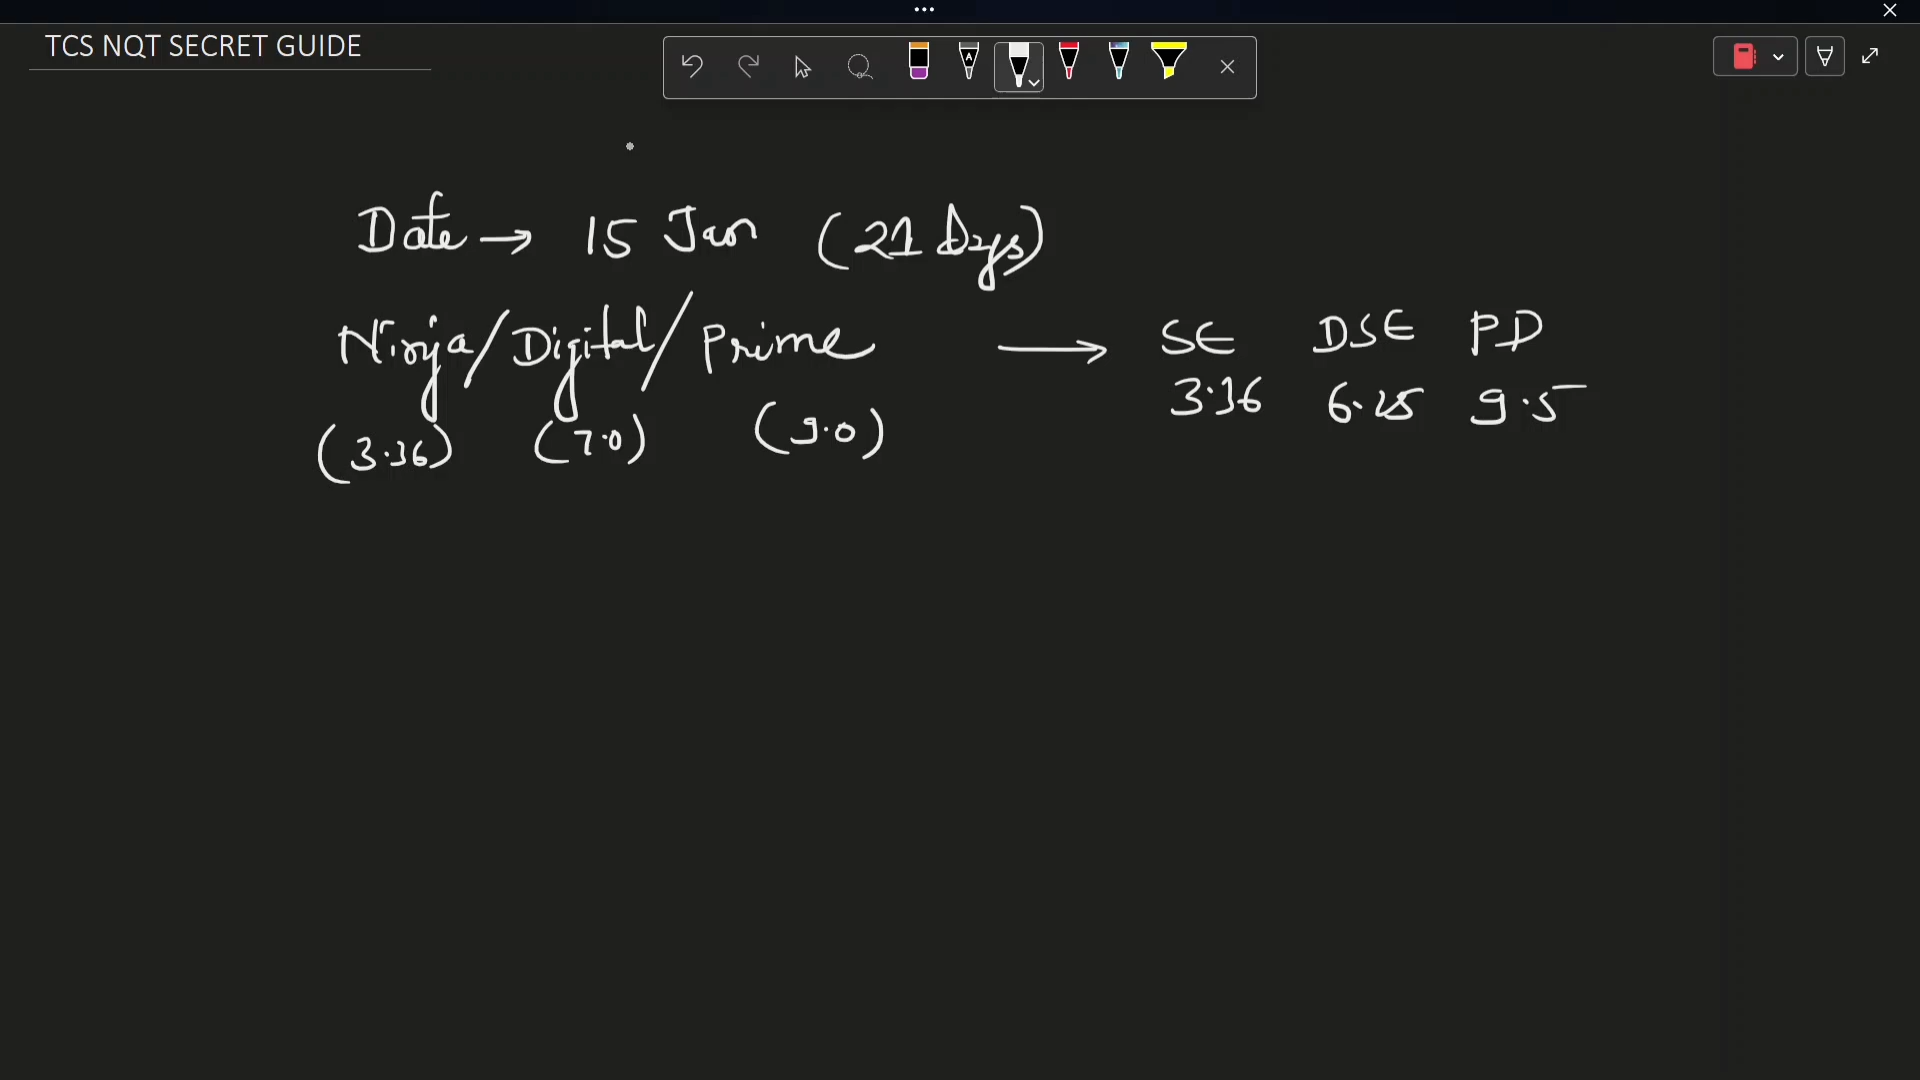 TCS NQT SECRET GUIDE
Date → 15 Jan (21 Days)
Ninja/Digital/Prime → SE DSE PD
3.36 6.25 9.5
(3.36) (7.0) (9.0)